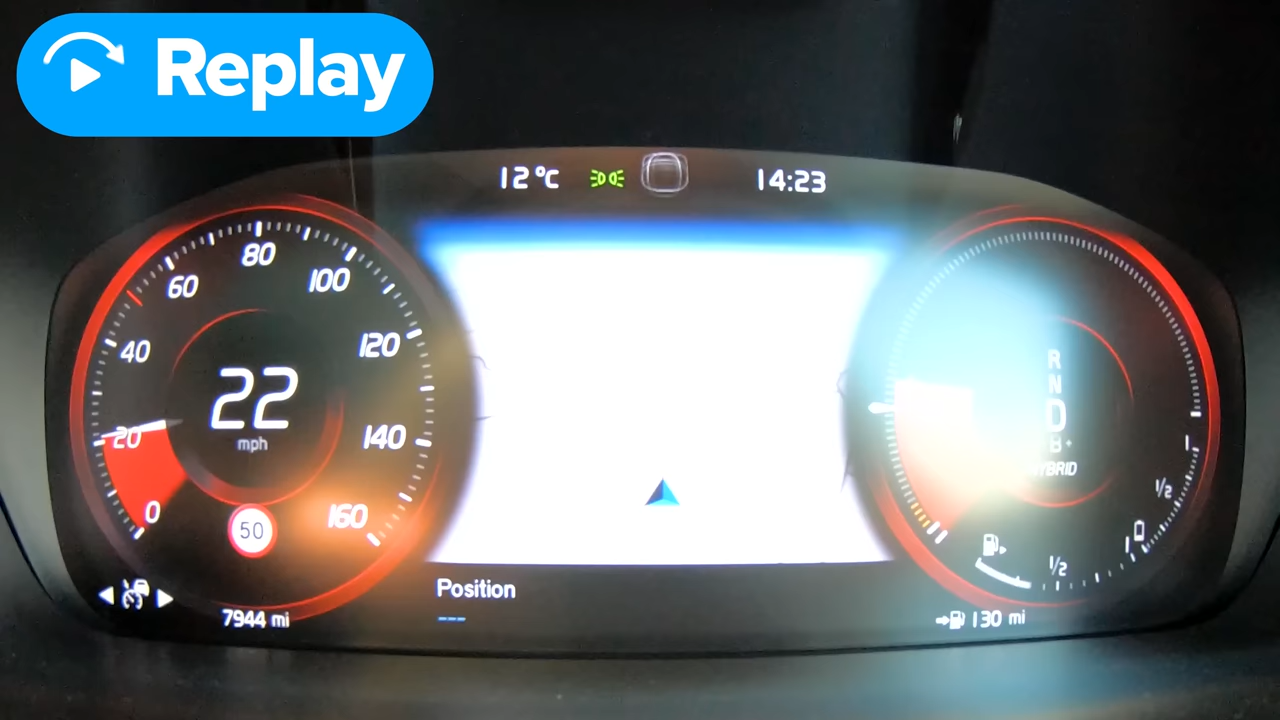 Replay
12°C
14:23
0
20
40
60
80
100
120
140
160
22
mph
50
7944 mi
Position
---
R
N
D
B+
HYBRID
1/2
1
1/2
130 mi